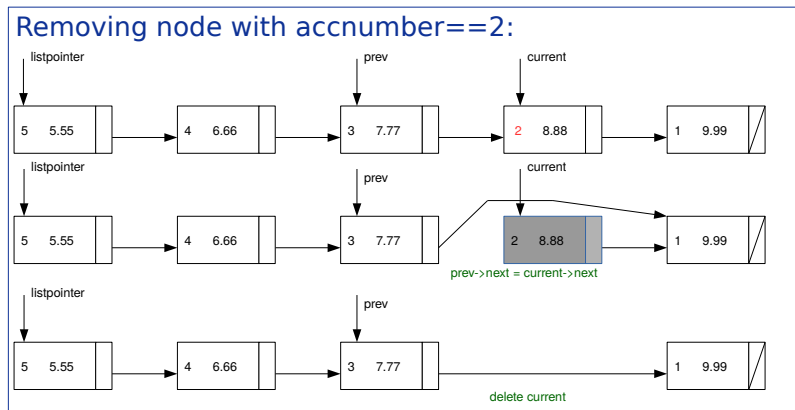 Removing node with accnumber==2:
listpointer prev current
5 5.55 4 6.66 3 7.77 2 8.88 1 9.99
listpointer prev current
5 5.55 4 6.66 3 7.77 2 8.88 1 9.99
prev->next = current->next
listpointer prev
5 5.55 4 6.66 3 7.77 1 9.99
delete current